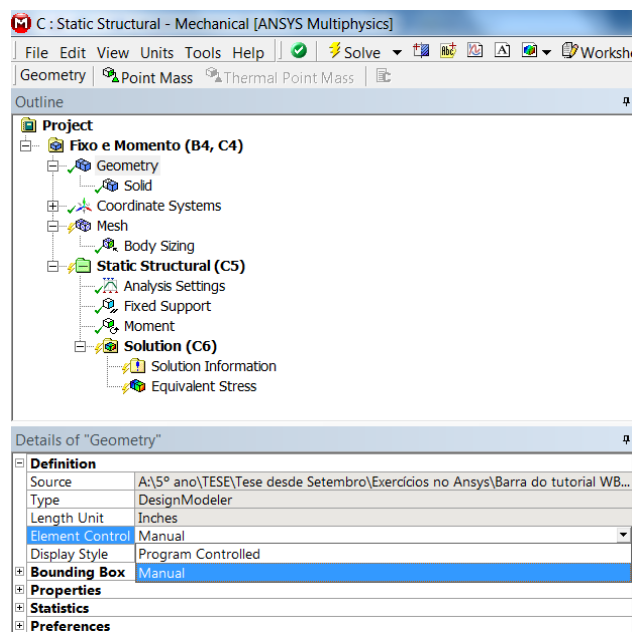 C : Static Structural - Mechanical [ANSYS Multiphysics]
File Edit View Units Tools Help Solve Worksh
Geometry Point Mass Thermal Point Mass
Outline
Project
Fixo e Momento (B4, C4)
Geometry
Solid
Coordinate Systems
Mesh
Body Sizing
Static Structural (C5)
Analysis Settings
Fixed Support
Moment
Solution (C6)
Solution Information
Equivalent Stress
Details of "Geometry"
Definition
Source A:\5º ano\TESE\Tese desde Setembro\Exercícios no Ansys\Barra do tutorial WB...
Type DesignModeler
Length Unit Inches
Element Control Manual
Display Style Program Controlled
Bounding Box Manual
Properties
Statistics
Preferences